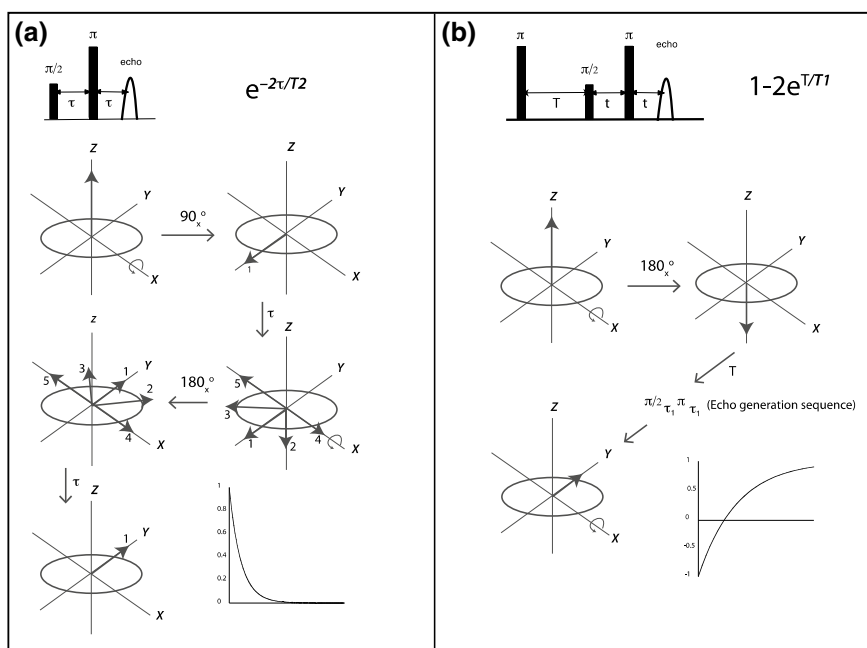 (a)
π
echo
π/2
τ
τ
e−2τ/T2
Z
Y
X
90x°
Z
Y
1
X
τ
Z
5
3
Y
1
2
4
X
180x°
Z
Y
5
3
1
2
4
X
τ
Z
1
Y
X
1
0.8
0.6
0.4
0.2
0
(b)
π
π
echo
π/2
T
t
t
1-2eT/T1
Z
Y
X
180x°
Z
Y
X
T
π/2 τ1 π τ1 (Echo generation sequence)
Z
Y
X
1
0.5
0
-0.5
-1